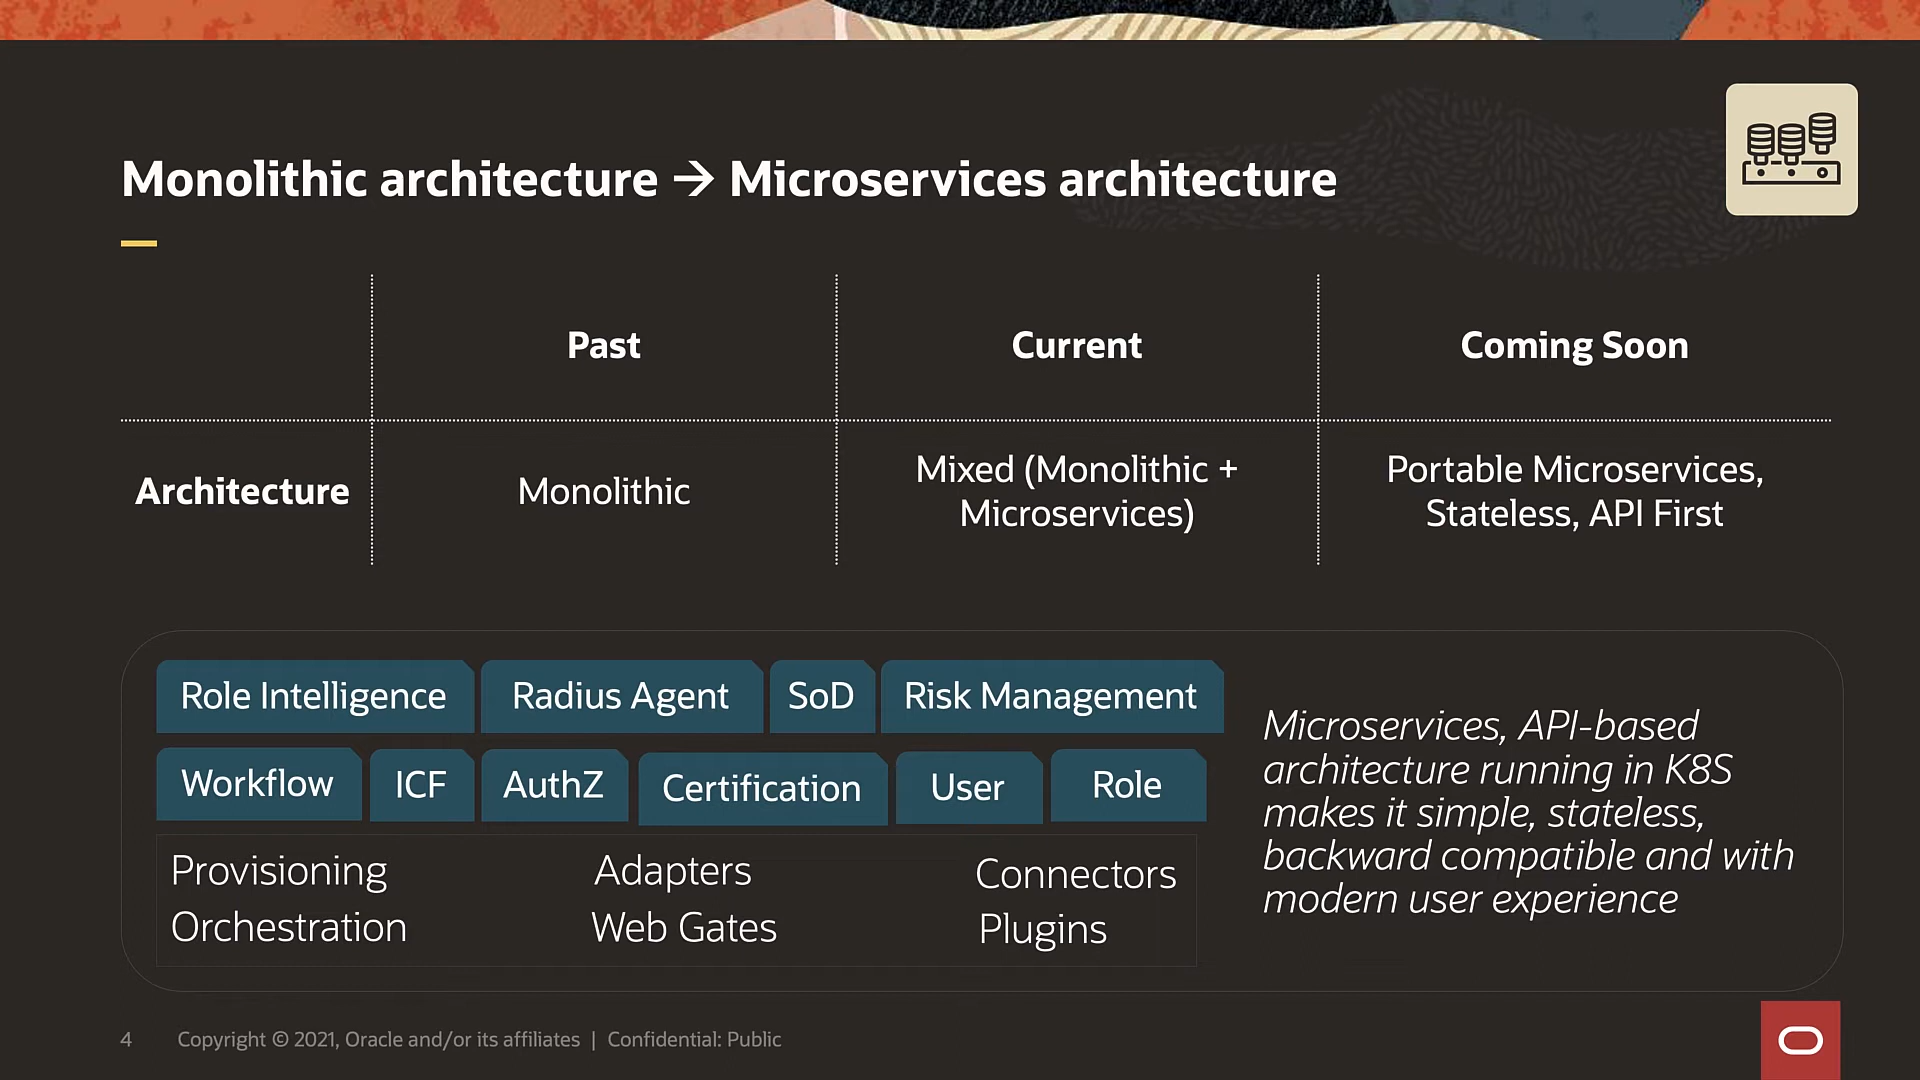 Monolithic architecture → Microservices architecture
Past
Current
Coming Soon
Architecture
Monolithic
Mixed (Monolithic +
Microservices)
Portable Microservices,
Stateless, API First
Role Intelligence
Radius Agent
SoD
Risk Management
Workflow
ICF
AuthZ
Certification
User
Role
Provisioning
Adapters
Connectors
Orchestration
Web Gates
Plugins
Microservices, API-based
architecture running in K8S
makes it simple, stateless,
backward compatible and with
modern user experience
4
Copyright © 2021, Oracle and/or its affiliates | Confidential: Public